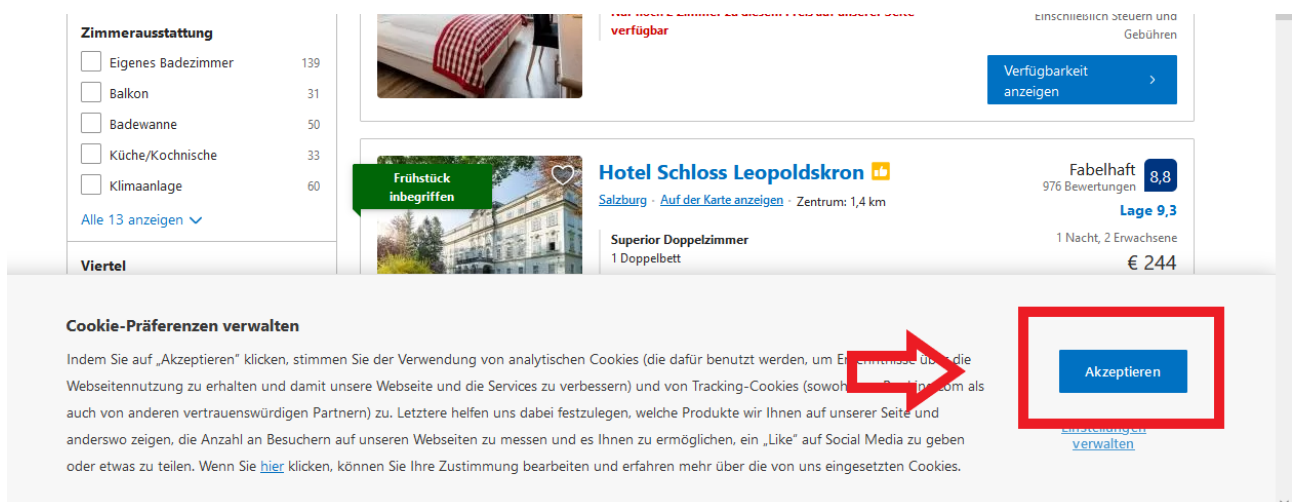 Zimmerausstattung
Eigenes Badezimmer 139
Balkon 31
Badewanne 50
Küche/Kochnische 33
Klimaanlage 60
Alle 13 anzeigen
Viertel
verfügbar
Einschließlich Steuern und
Gebühren
Verfügbarkeit
anzeigen
Frühstück
inbegriffen
Hotel Schloss Leopoldskron
Salzburg · Auf der Karte anzeigen · Zentrum: 1,4 km
Superior Doppelzimmer
1 Doppelbett
Fabelhaft 8,8
976 Bewertungen
Lage 9,3
1 Nacht, 2 Erwachsene
€ 244
Cookie-Präferenzen verwalten
Indem Sie auf „Akzeptieren" klicken, stimmen Sie der Verwendung von analytischen Cookies (die dafür benutzt werden, um die
Webseitennutzung zu erhalten und damit unsere Webseite und die Services zu verbessern) und von Tracking-Cookies als
auch von anderen vertrauenswürdigen Partnern) zu. Letztere helfen uns dabei festzulegen, welche Produkte wir Ihnen auf unserer Seite und
anderswo zeigen, die Anzahl an Besuchern auf unseren Webseiten zu messen und es Ihnen zu ermöglichen, ein „Like" auf Social Media zu geben
oder etwas zu teilen. Wenn Sie hier klicken, können Sie Ihre Zustimmung bearbeiten und erfahren mehr über die von uns eingesetzten Cookies.
Akzeptieren
Einstellungen
verwalten